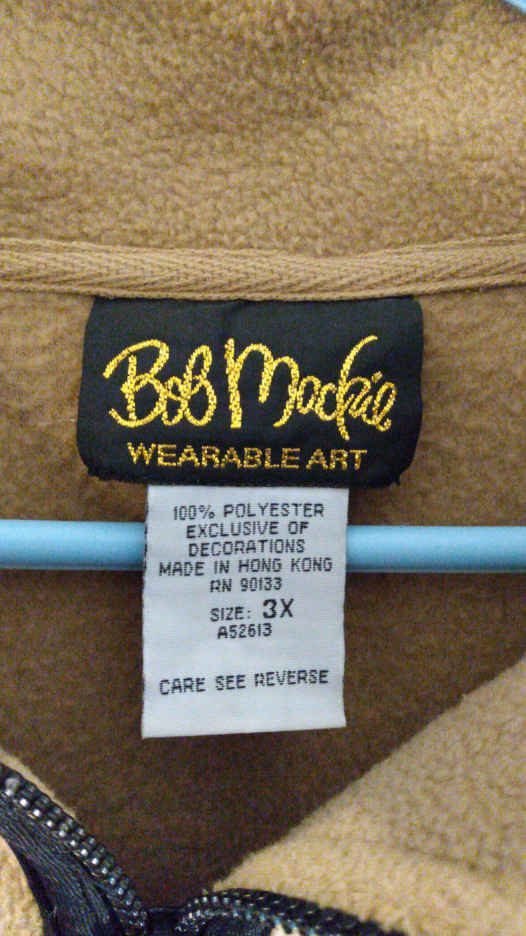 Bob Mackie
WEARABLE ART
100% POLYESTER
EXCLUSIVE OF
DECORATIONS
MADE IN HONG KONG
RN 90133
SIZE: 3X
A52613
CARE SEE REVERSE